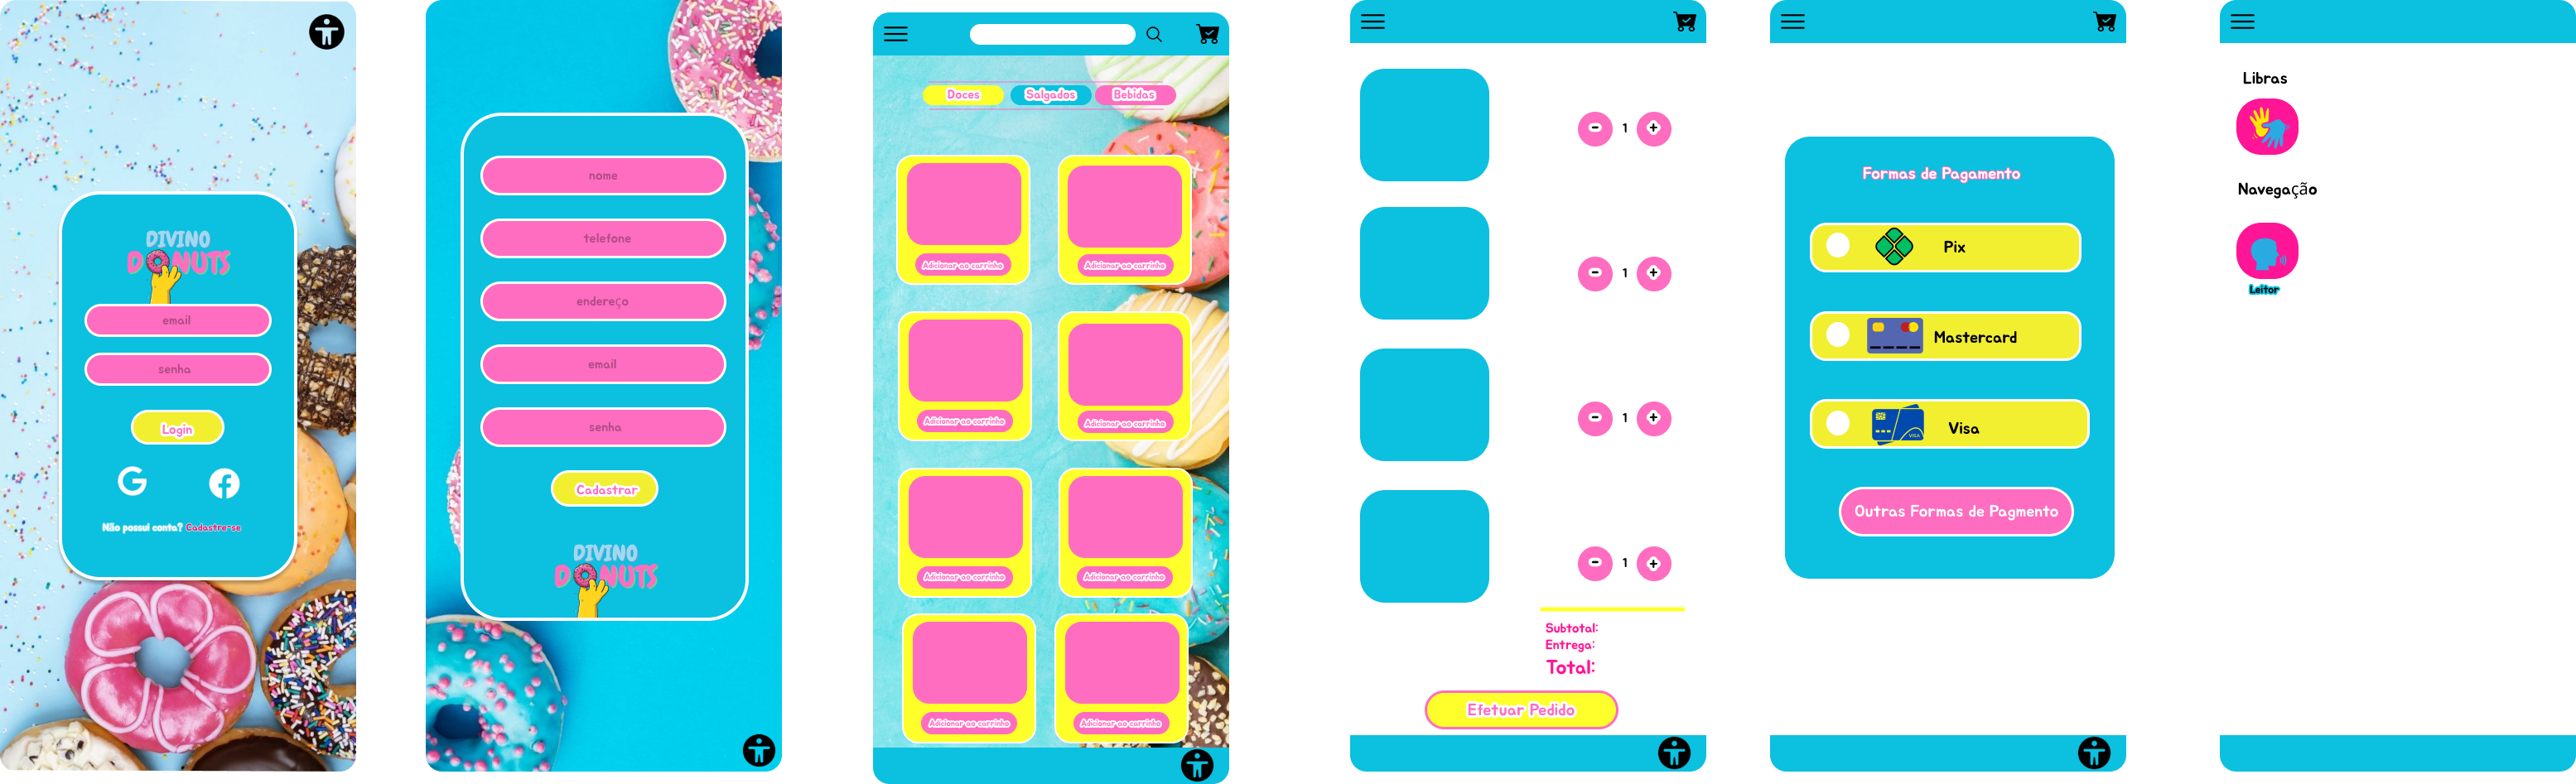 DIVINO
DONUTS
email
senha
Login
Não possui conta? Cadastre-se
nome
telefone
endereço
email
senha
Cadastrar
DIVINO
DONUTS
Doces
Salgados
Bebidas
Adicionar ao carrinho
Adicionar ao carrinho
Adicionar ao carrinho
Adicionar ao carrinho
Adicionar ao carrinho
Adicionar ao carrinho
Adicionar ao carrinho
Adicionar ao carrinho
- 1 +
- 1 +
- 1 +
- 1 +
Subtotal:
Entrega:
Total:
Efetuar Pedido
Formas de Pagamento
Pix
Mastercard
VISA
Visa
Outras Formas de Pagmento
Libras
Navegação
Leitor